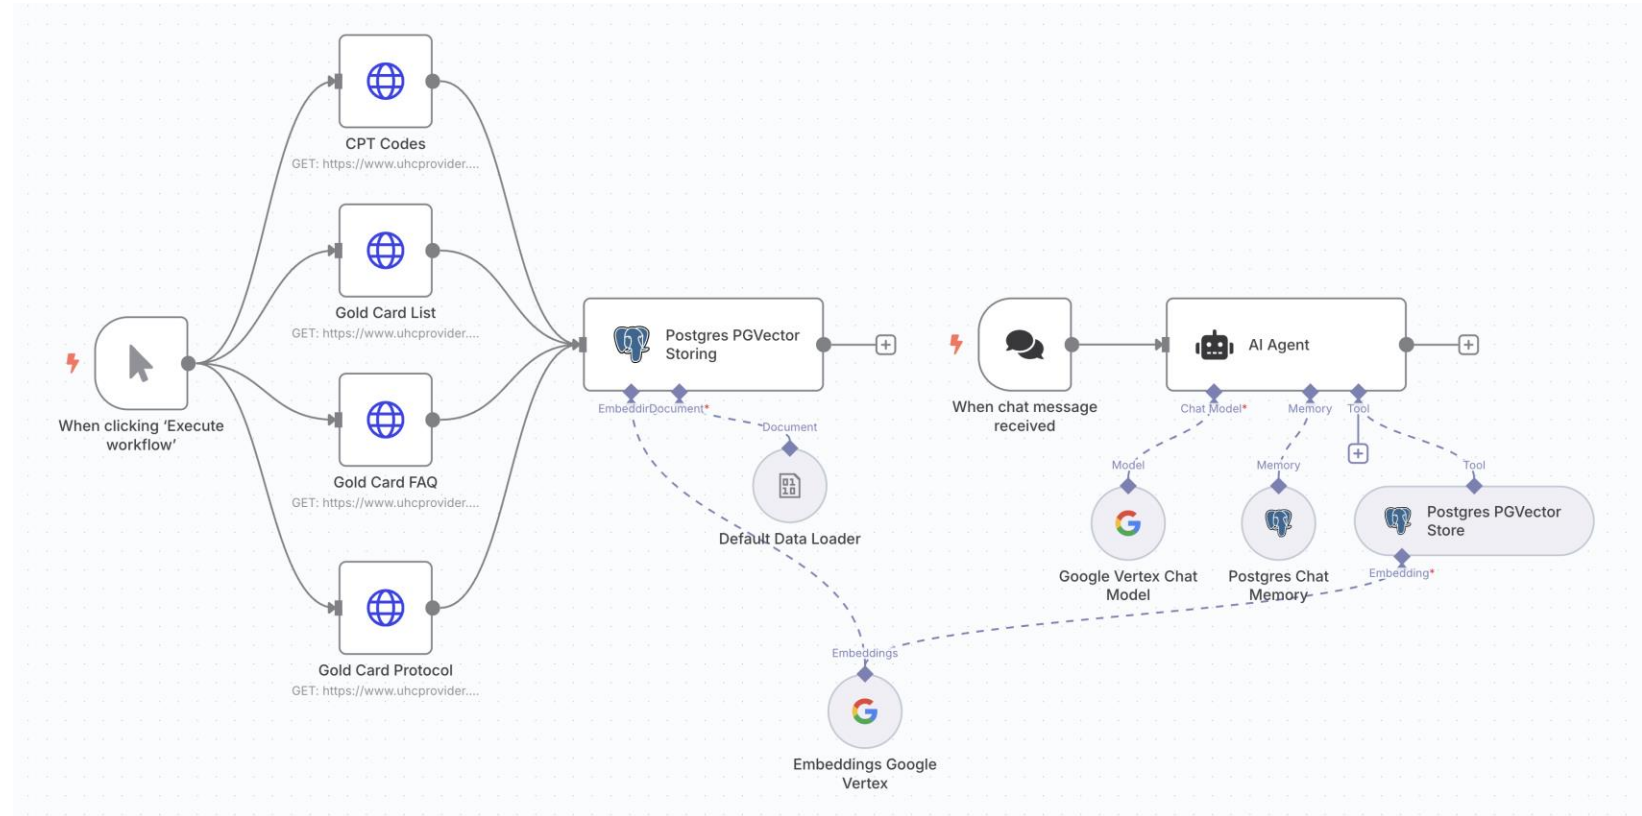 CPT Codes
GET: https://www.uhcprovider....
Gold Card List
GET: https://www.uhcprovider....
When clicking ‘Execute
workflow’
Gold Card FAQ
GET: https://www.uhcprovider....
Gold Card Protocol
GET: https://www.uhcprovider....
Postgres PGVector
Storing
Embeddin
Document*
Document
01
10
Default Data Loader
Embeddings
Embeddings Google
Vertex
When chat message
received
AI Agent
Chat Model*
Memory
Tool
Model
Google Vertex Chat
Model
Memory
Postgres Chat
Memory
Tool
Postgres PGVector
Store
Embedding*